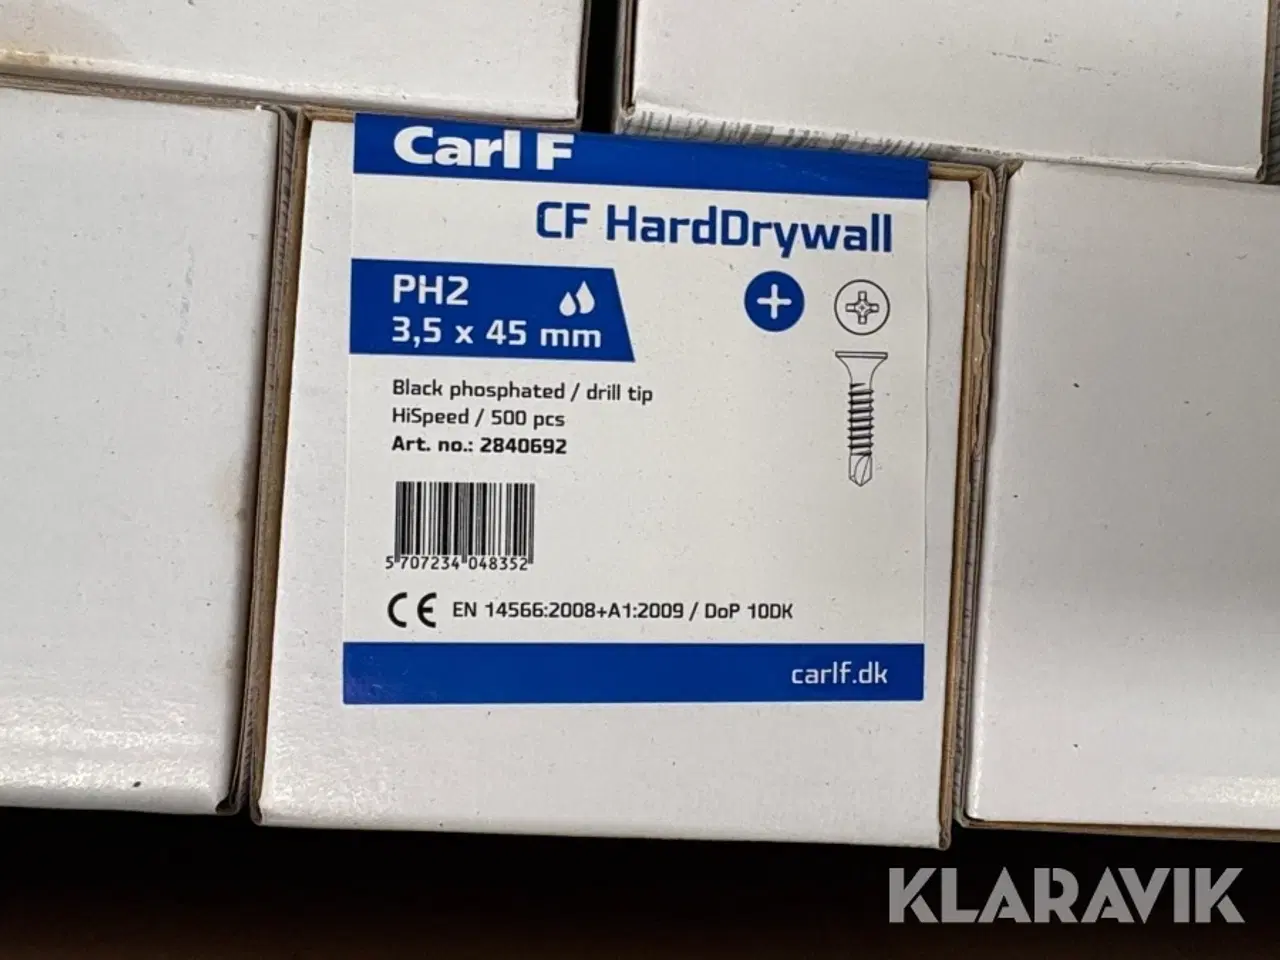 Carl F
CF HardDrywall
PH2
3,5 x 45 mm
Black phosphated / drill tip
HiSpeed / 500 pcs
Art. no.: 2840692
5 707234 048352
CE EN 14566:2008+A1:2009 / DoP 10DK
carlf.dk
KLARAVIK